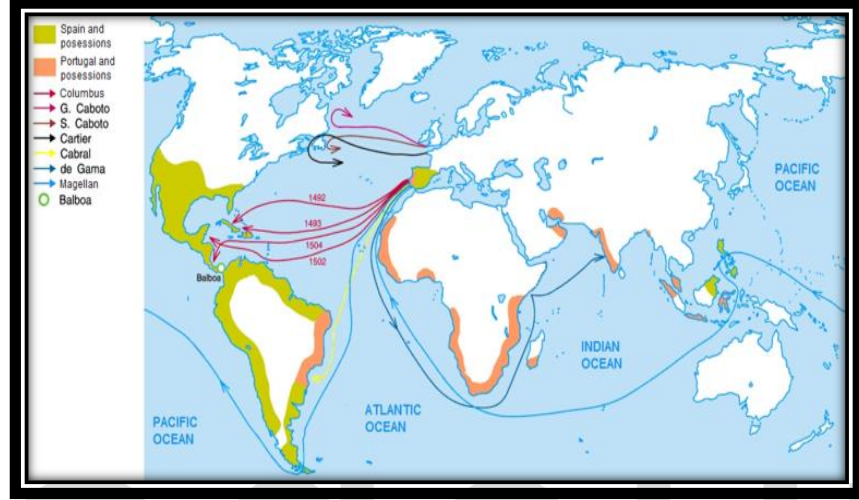 Spain and
posessions
Portugal and
posessions
Columbus
G. Caboto
S. Caboto
Cartier
Cabral
de Gama
Magellan
Balboa
1492
1493
1504
1502
Balboa
PACIFIC
OCEAN
ATLANTIC
OCEAN
INDIAN
OCEAN
PACIFIC
OCEAN